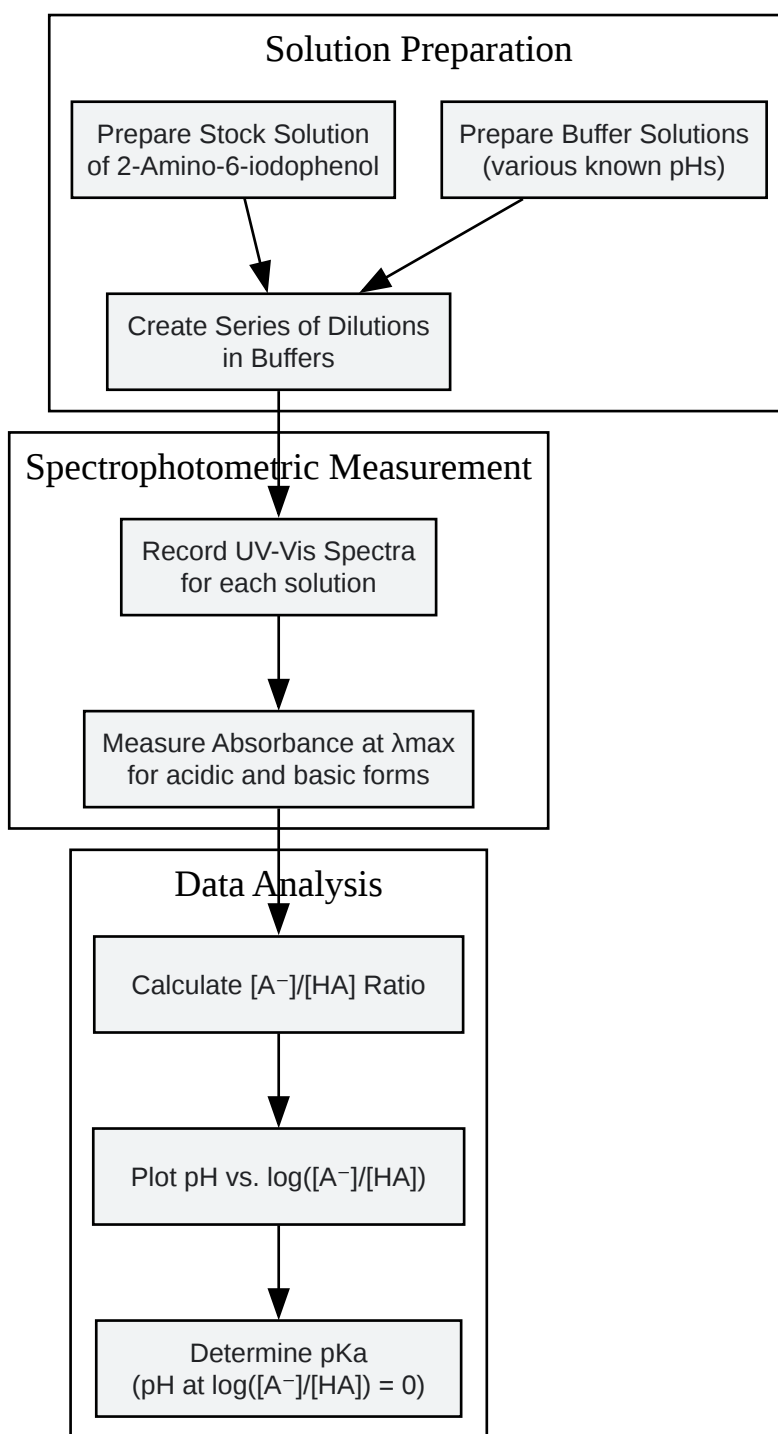 Solution Preparation
Prepare Stock Solution
of 2-Amino-6-iodophenol
Prepare Buffer Solutions
(various known pHs)
Create Series of Dilutions
in Buffers
Spectrophotometric Measurement
Record UV-Vis Spectra
for each solution
Measure Absorbance at λmax
for acidic and basic forms
Data Analysis
Calculate [A⁻]/[HA] Ratio
Plot pH vs. log([A⁻]/[HA])
Determine pKa
(pH at log([A⁻]/[HA]) = 0)